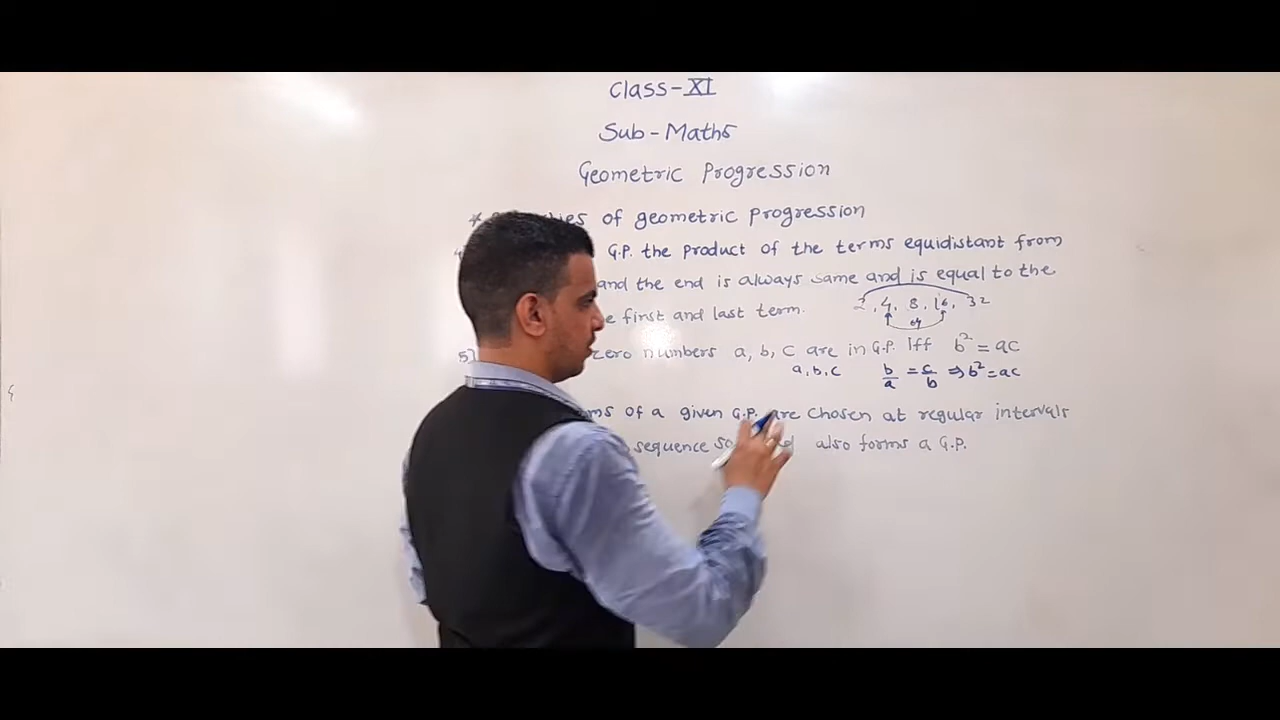 Class-XI
Sub-Maths
Geometric Progression
* of geometric progression
G.P. the product of the terms equidistant from
and the end is always same and is equal to the
first and last term. 2, 4, 8, 16, 32
64
5] zero numbers a, b, c are in G.P. Iff b² = ac
a, b, c b/a = c/b ⇒ b² = ac
of a given G.P. are chosen at regular intervals
sequence also forms a G.P.